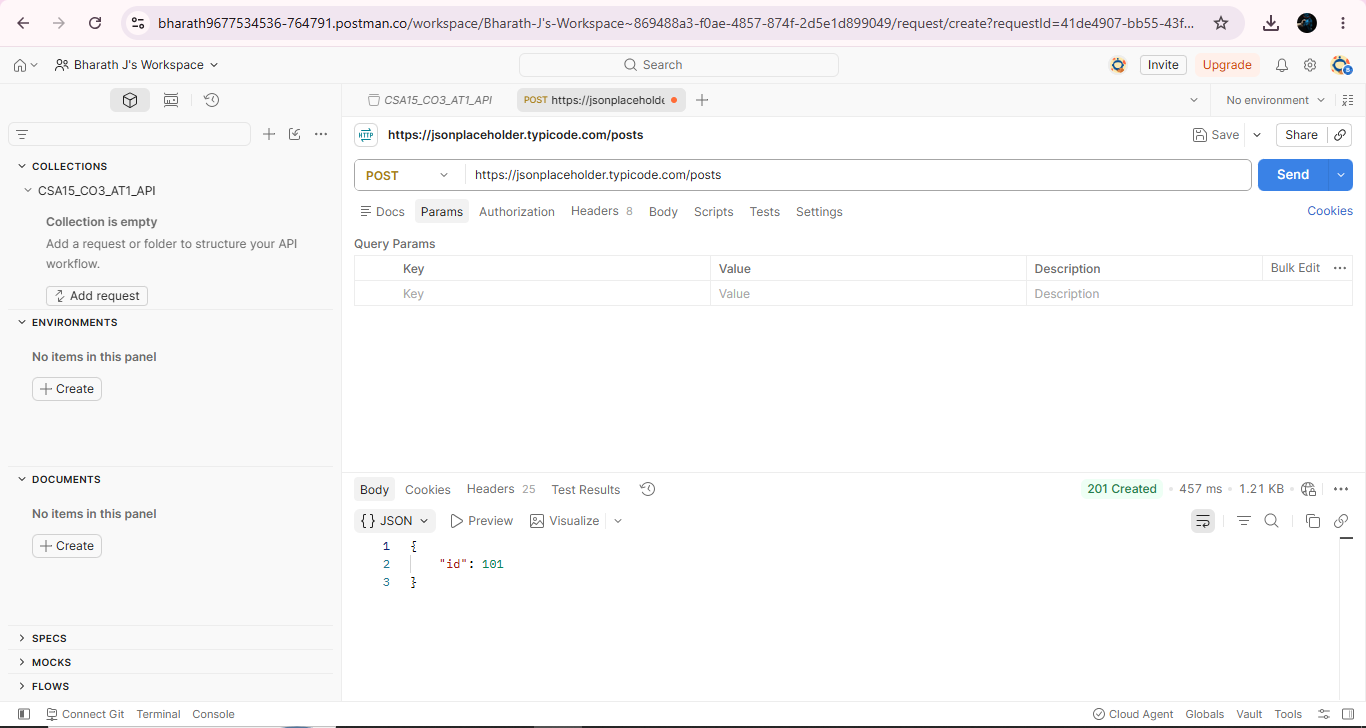 bharath9677534536-764791.postman.co/workspace/Bharath-J's-Workspace~869488a3-f0ae-4857-874f-2d5e1d899049/request/create?requestId=41de4907-bb55-43f...
Bharath J's Workspace
Search
Invite
Upgrade
CSA15_CO3_AT1_API
POST https://jsonplaceholde
No environment
HTTP https://jsonplaceholder.typicode.com/posts
Save
Share
COLLECTIONS
CSA15_CO3_AT1_API
Collection is empty
Add a request or folder to structure your API
workflow.
Add request
ENVIRONMENTS
No items in this panel
Create
DOCUMENTS
No items in this panel
Create
SPECS
MOCKS
FLOWS
POST https://jsonplaceholder.typicode.com/posts
Send
Docs Params Authorization Headers 8 Body Scripts Tests Settings
Cookies
Query Params
Key Value Description Bulk Edit
Key Value Description
Body Cookies Headers 25 Test Results
201 Created 457 ms 1.21 KB
{} JSON Preview Visualize
1 {
2 "id": 101
3 }
Connect Git Terminal Console
Cloud Agent Globals Vault Tools